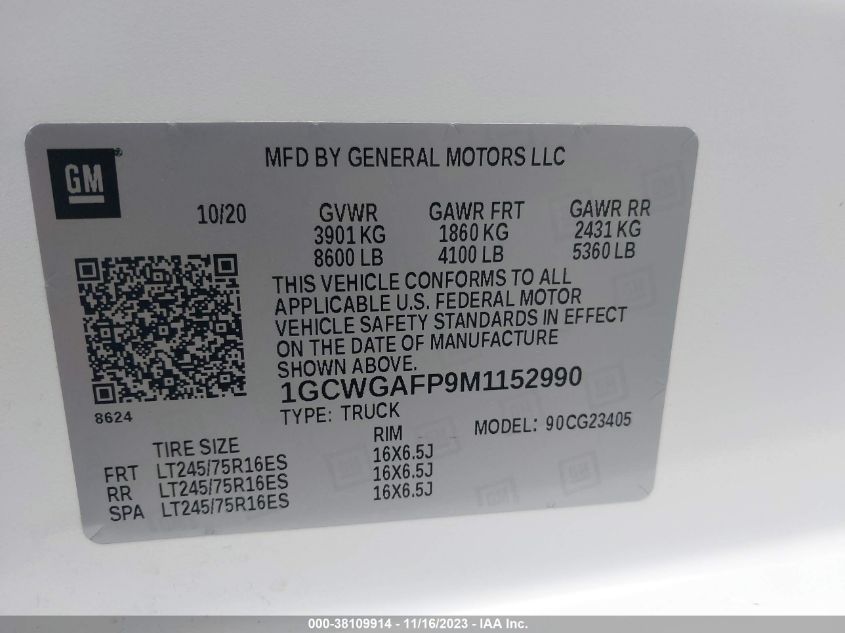 GM
MFD BY GENERAL MOTORS LLC
10/20 GVWR GAWR FRT GAWR RR
3901 KG 1860 KG 2431 KG
8600 LB 4100 LB 5360 LB
THIS VEHICLE CONFORMS TO ALL
APPLICABLE U.S. FEDERAL MOTOR
VEHICLE SAFETY STANDARDS IN EFFECT
ON THE DATE OF MANUFACTURE
SHOWN ABOVE.
1GCWGAFP9M1152990
8624
TYPE: TRUCK
MODEL: 90CG23405
TIRE SIZE RIM
FRT LT245/75R16ES 16X6.5J
RR LT245/75R16ES 16X6.5J
SPA LT245/75R16ES 16X6.5J
000-38109914 - 11/16/2023 - IAA Inc.